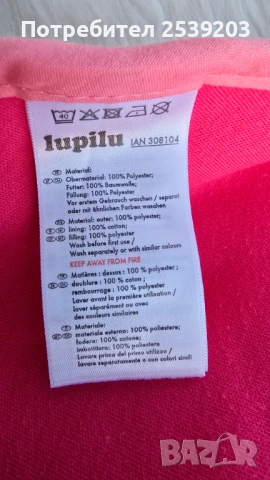 Потребител 2539203
40
lupilu IAN 308104
Material:
Obermaterial: 100% Polyester;
Futter: 100% Baumwolle;
Füllung: 100% Polyester
Vor erstem Gebrauch waschen / separat
oder mit ähnlichen Farben waschen
Material: outer: 100% polyester;
lining: 100% cotton;
filling: 100% polyester
Wash before first use /
Wash separately or with similar colours
KEEP AWAY FROM FIRE
Matières : dessus : 100 % polyester ;
doublure : 100 % coton ;
rembourrage : 100 % polyester
Laver avant la première utilisation /
Laver séparément ou avec des
couleurs similaires
Materiale:
materiale esterno: 100% poliestere;
fodera: 100% cotone;
imbottitura: 100% poliestere
Lavare prima del primo utilizzo /
Lavare separatamente o con colori
simili
bazar